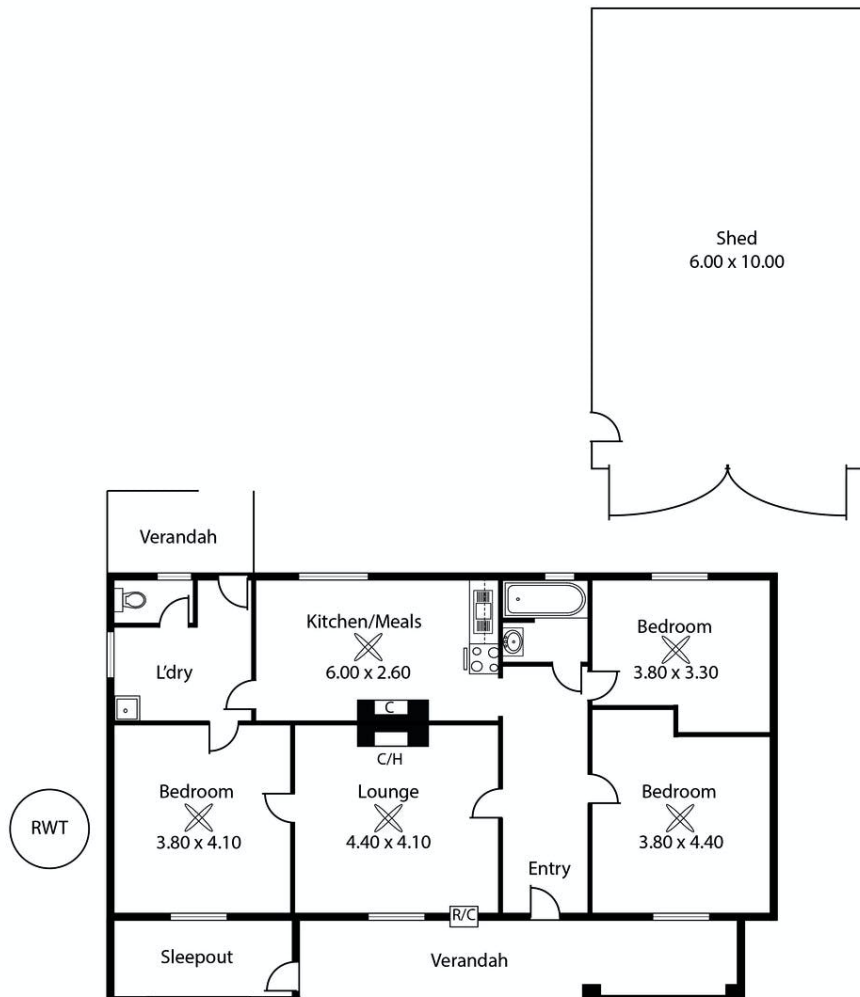 Shed
6.00 x 10.00
Verandah
Kitchen/Meals
6.00 x 2.60
Bedroom
3.80 x 3.30
L'dry
C
C/H
Bedroom
3.80 x 4.10
Lounge
4.40 x 4.10
Bedroom
3.80 x 4.40
RWT
Entry
R/C
Sleepout
Verandah